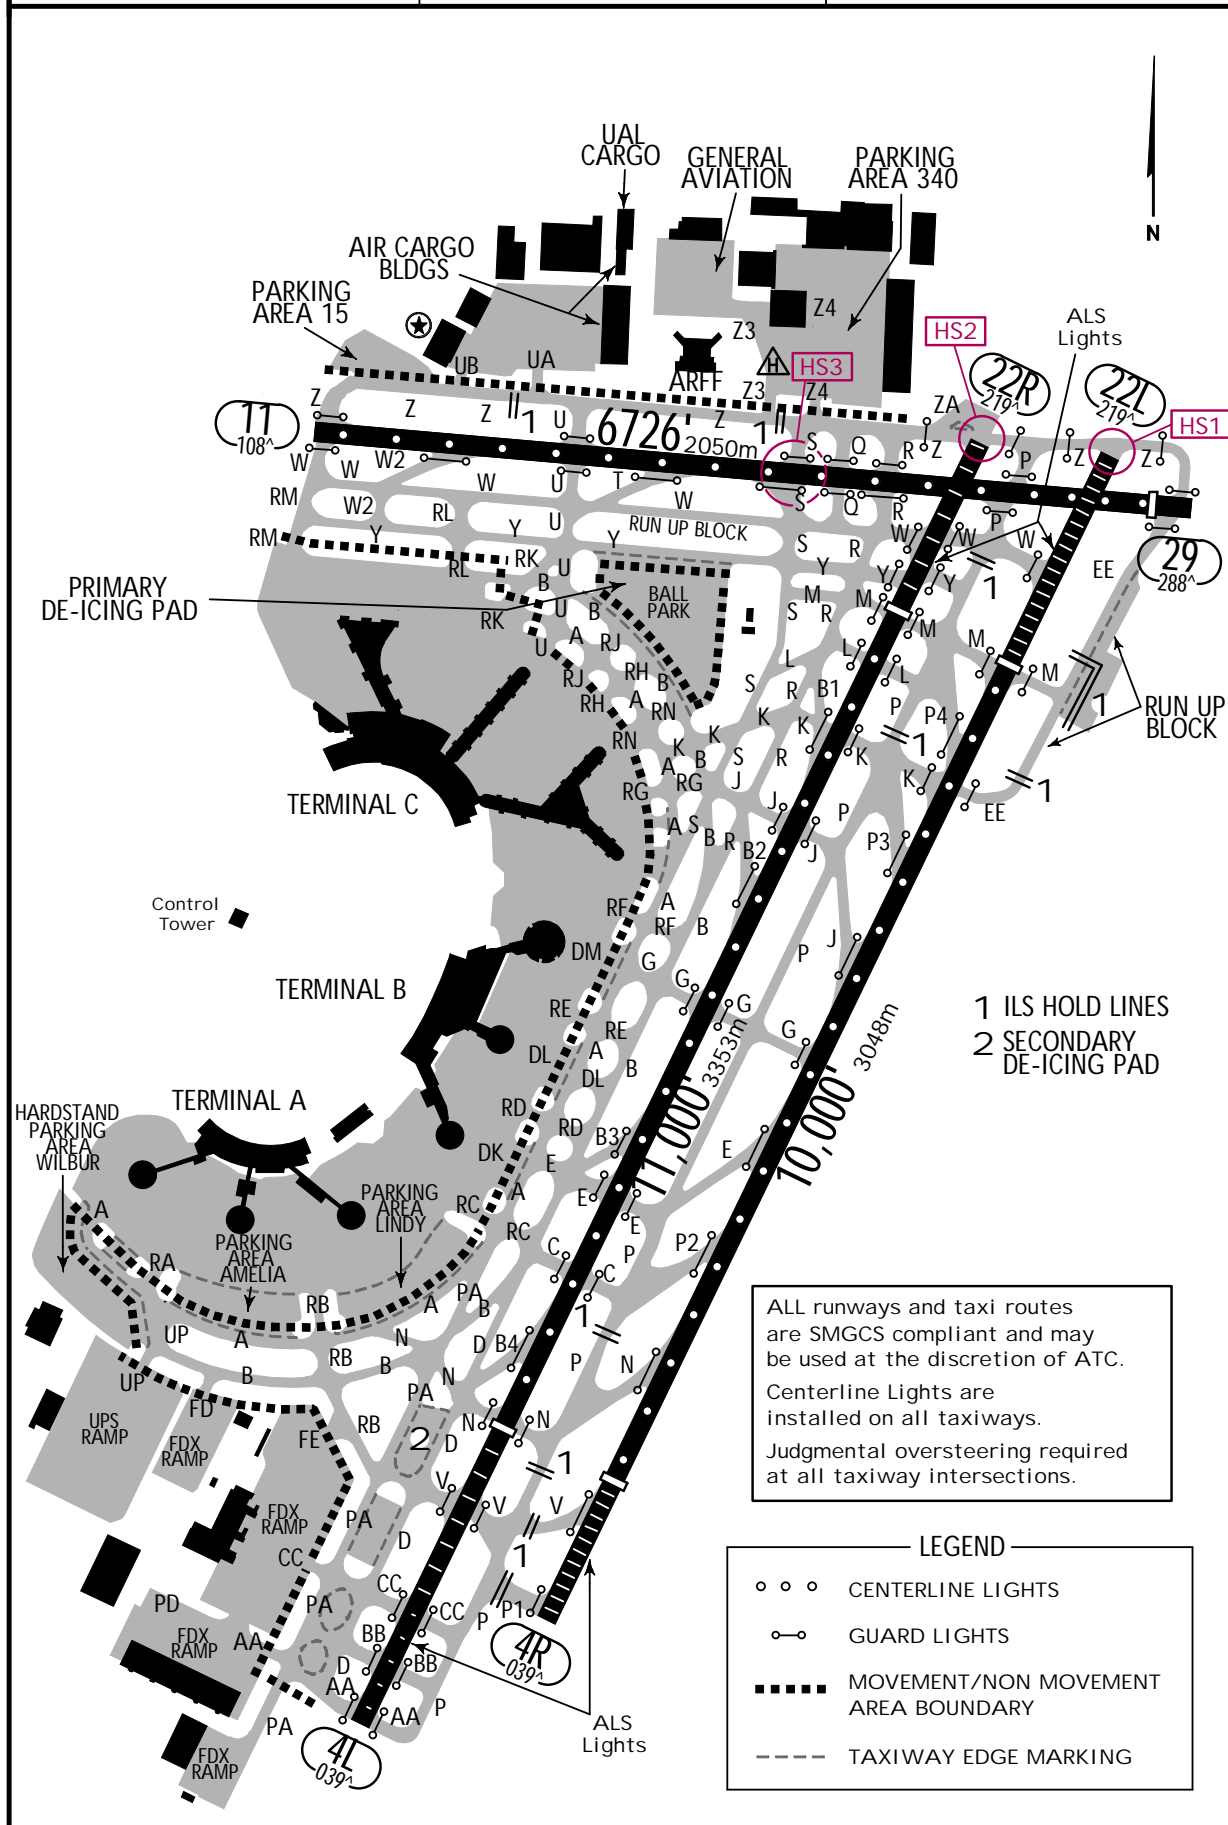 UAL
CARGO
GENERAL
AVIATION
PARKING
AREA 340
N
AIR CARGO
BLDGS
PARKING
AREA 15
Z4
Z3
HS2
ALS
Lights
22R
219^
22L
219^
HS1
UB
UA
ARFF
H
HS3
Z3
Z4
ZA
11
108^
Z
Z
Z
1
U
6726'
2050m
Z
1
S
Q
R
Z
P
Z
Z
W
W
W2
W
U
T
W
S
Q
R
W
P
W
W
29
288^
RM
W2
RL
Y
U
RUN UP BLOCK
RM
Y
Y
RL
RK
U
S
R
Y
Y
Y
1
EE
PRIMARY
DE-ICING PAD
B
BALL
PARK
RK
U
B
A
RJ
U
M
M
M
M
M
S
R
L
L
RJ
RH
B
A
RN
RH
S
R
B1
P
P4
1
RUN UP
BLOCK
RN
K
K
K
K
K
K
1
1
EE
A
B
RG
S
J
R
J
J
P
P3
RG
A
S
B
R
B2
TERMINAL C
Control
Tower
RF
A
RF
B
DM
G
G
G
G
P
J
TERMINAL B
RE
RE
DL
A
DL
B
3353m
11,000'
3048m
10,000'
1 ILS HOLD LINES
2 SECONDARY
DE-ICING PAD
TERMINAL A
HARDSTAND
PARKING
AREA
WILBUR
RD
RD
DK
E
B3
E
E
E
A
PARKING
AREA
LINDY
RC
A
RC
C
C
P
P2
RA
PARKING
AREA
AMELIA
RB
A
PA
B
N
D
B4
1
P
N
UP
A
RB
B
B
N
PA
UP
FD
RB
2
D
N
N
UPS
RAMP
FDX
RAMP
FE
V
V
1
V
FDX
RAMP
PA
D
1
CC
CC
CC
PA
P
P1
4R
039^
PD
FDX
RAMP
AA
BB
BB
D
AA
AA
P
PA
4L
039^
FDX
RAMP
ALS
Lights
ALL runways and taxi routes
are SMGCS compliant and may
be used at the discretion of ATC.
Centerline Lights are
installed on all taxiways.
Judgmental oversteering required
at all taxiway intersections.
LEGEND
CENTERLINE LIGHTS
GUARD LIGHTS
MOVEMENT/NON MOVEMENT
AREA BOUNDARY
TAXIWAY EDGE MARKING